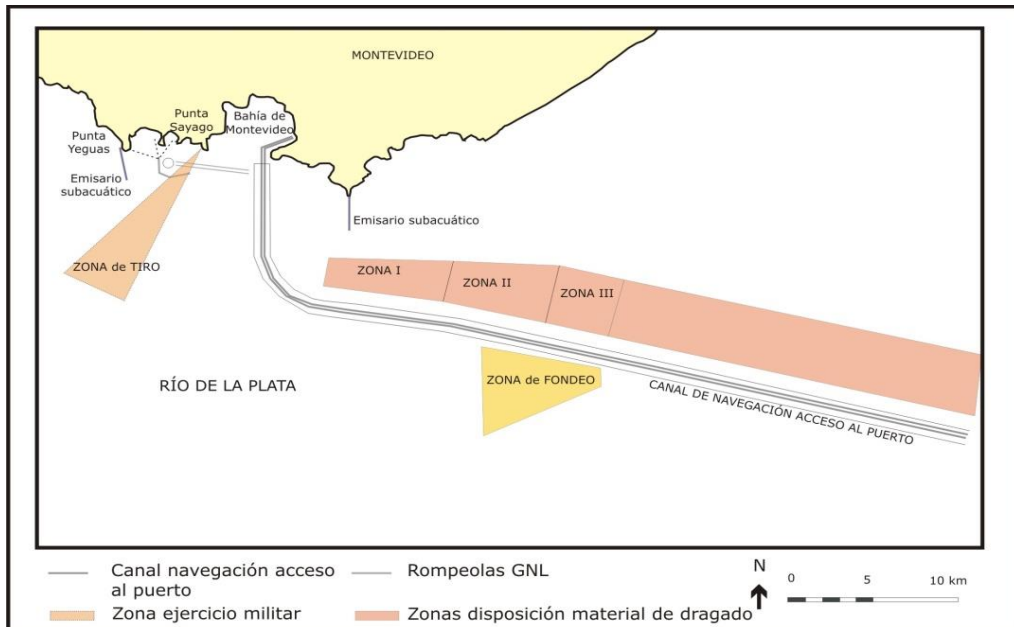 MONTEVIDEO
Punta
Sayago
Bahía de
Montevideo
Punta
Yeguas
Emisario
subacuático
Emisario subacuático
ZONA de TIRO
ZONA I
ZONA II
ZONA III
RÍO DE LA PLATA
ZONA de FONDEO
CANAL DE NAVEGACIÓN ACCESO AL PUERTO
Canal navegación acceso
al puerto
Rompeolas GNL
Zona ejercicio militar
Zonas disposición material de dragado
N
0 5 10 km